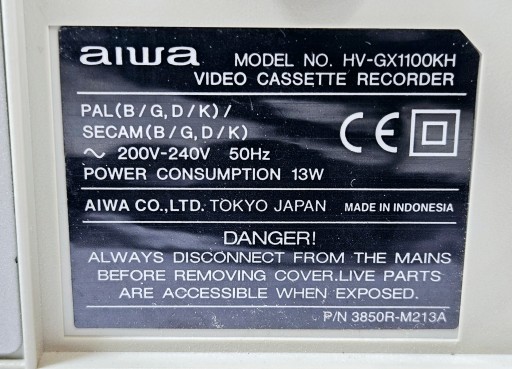 aiwa MODEL NO. HV-GX1100KH
VIDEO CASSETTE RECORDER
PAL(B/G,D/K)/
SECAM(B/G,D/K)
~ 200V-240V 50Hz
POWER CONSUMPTION 13W
CE
AIWA CO.,LTD. TOKYO JAPAN MADE IN INDONESIA
DANGER!
ALWAYS DISCONNECT FROM THE MAINS
BEFORE REMOVING COVER.LIVE PARTS
ARE ACCESSIBLE WHEN EXPOSED.
P/N 3850R-M213A